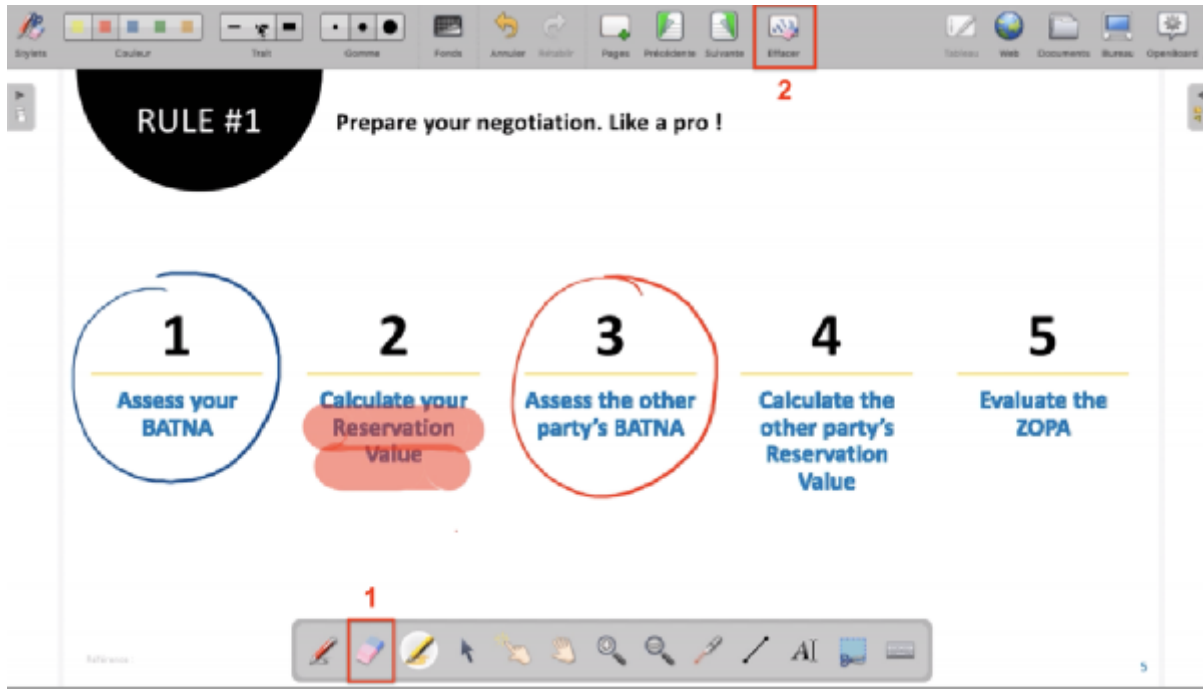 Stylets
Couleur
Trait
Gomme
Fonds
Annuler
Rétablir
Pages
Précédente
Suivante
Effacer
Tableau
Web
Documents
Bureau
OpenBoard
2
RULE #1
Prepare your negotiation. Like a pro !
1
Assess your
BATNA
2
Calculate your
Reservation
Value
3
Assess the other
party's BATNA
4
Calculate the
other party's
Reservation
Value
5
Evaluate the
ZOPA
1
AI
Référence :
5